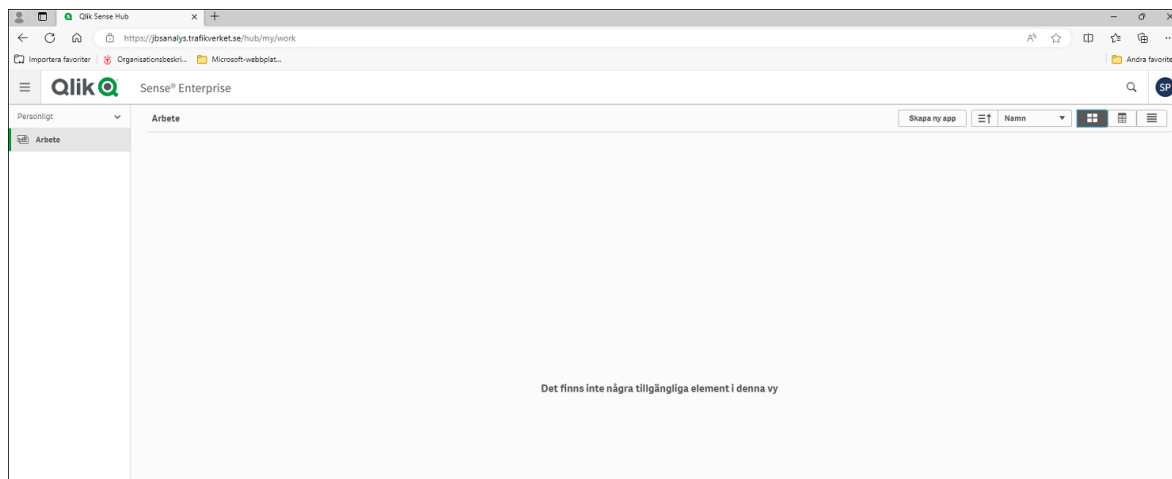 Qlik Sense Hub
https://jbsanalys.trafikverket.se/hub/my/work
Importera favoriter
Organisationsbeskri...
Microsoft-webbplat...
Andra favorite
Qlik
Sense® Enterprise
SP
Personligt
Arbete
Skapa ny app
Namn
Arbete
Det finns inte några tillgängliga element i denna vy